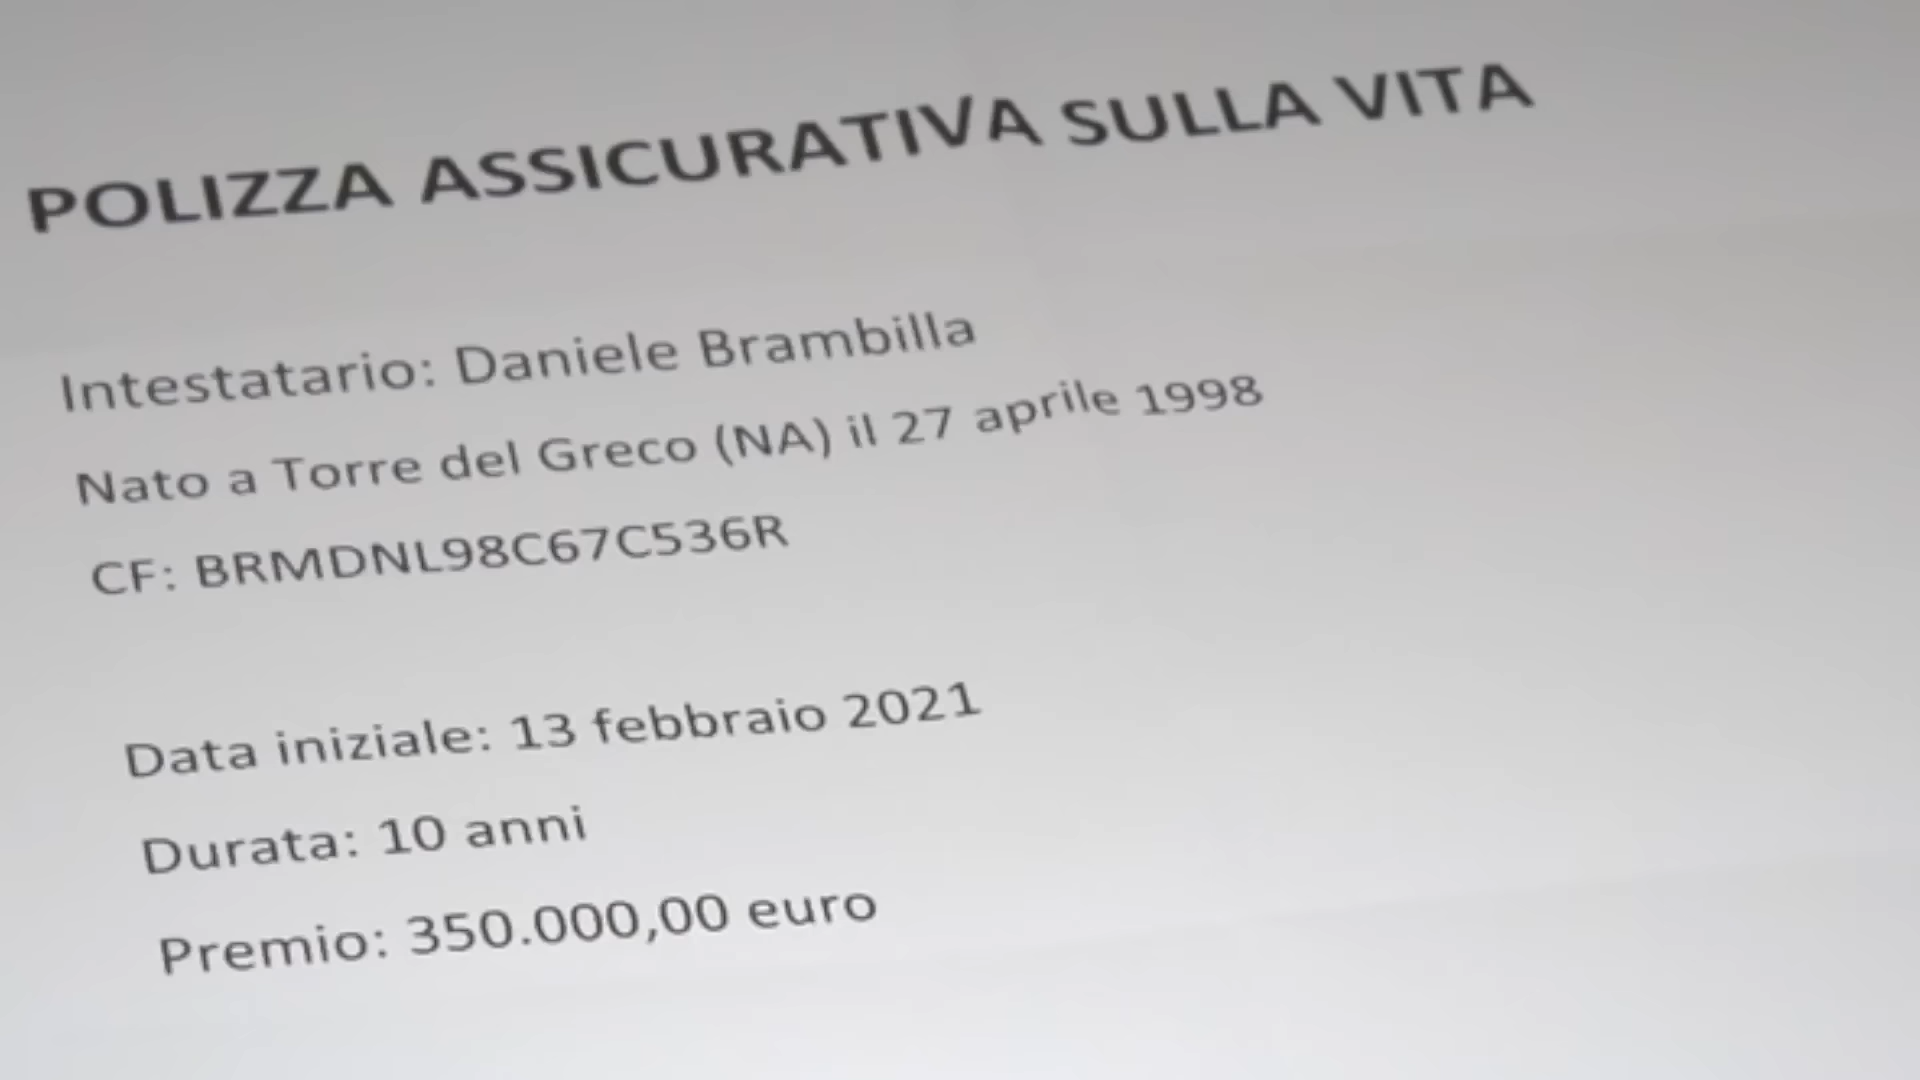 POLIZZA ASSICURATIVA SULLA VITA
Intestatario: Daniele Brambilla
Nato a Torre del Greco (NA) il 27 aprile 1998
CF: BRMDNL98C67C536R
Data iniziale: 13 febbraio 2021
Durata: 10 anni
Premio: 350.000,00 euro